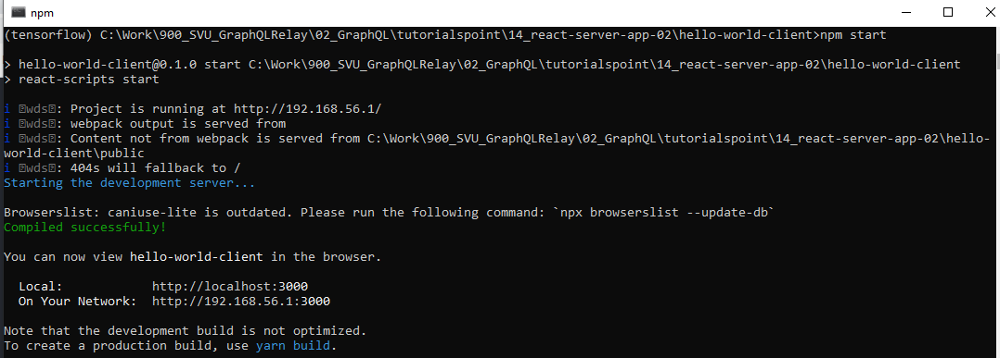 npm
(tensorflow) C:\Work\900_SVU_GraphQLRelay\02_GraphQL\tutorialspoint\14_react-server-app-02\hello-world-client>npm start
> hello-world-client@0.1.0 start C:\Work\900_SVU_GraphQLRelay\02_GraphQL\tutorialspoint\14_react-server-app-02\hello-world-client
> react-scripts start
i ⍰wds⍰: Project is running at http://192.168.56.1/
i ⍰wds⍰: webpack output is served from
i ⍰wds⍰: Content not from webpack is served from C:\Work\900_SVU_GraphQLRelay\02_GraphQL\tutorialspoint\14_react-server-app-02\hello-
world-client\public
i ⍰wds⍰: 404s will fallback to /
Starting the development server...
Browserslist: caniuse-lite is outdated. Please run the following command: `npx browserslist --update-db`
Compiled successfully!
You can now view hello-world-client in the browser.
Local: http://localhost:3000
On Your Network: http://192.168.56.1:3000
Note that the development build is not optimized.
To create a production build, use yarn build.